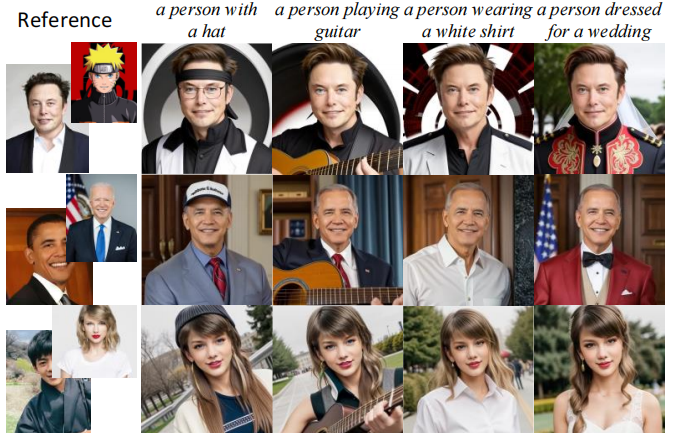 Reference
a person with
a hat
a person playing
guitar
a person wearing
a white shirt
a person dressed
for a wedding